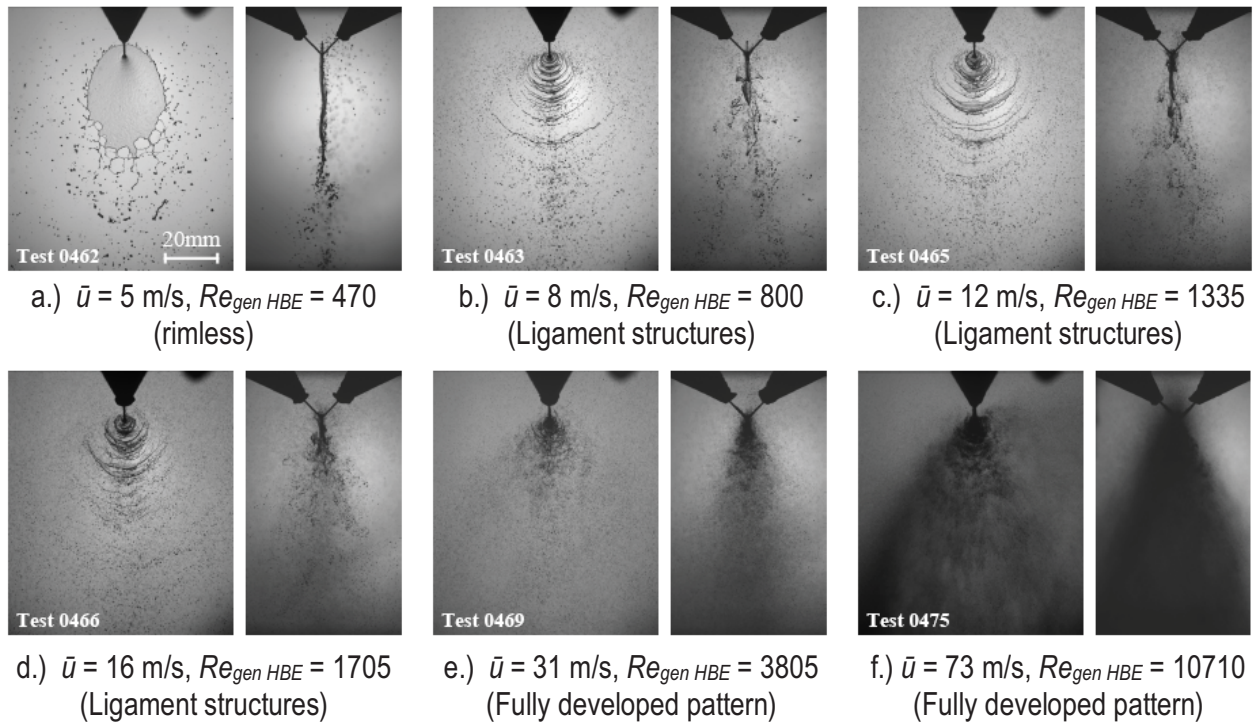 20mm
Test 0462
Test 0463
Test 0465
a.) ū = 5 m/s, Re_gen HBE = 470
(rimless)
b.) ū = 8 m/s, Re_gen HBE = 800
(Ligament structures)
c.) ū = 12 m/s, Re_gen HBE = 1335
(Ligament structures)
Test 0466
Test 0469
Test 0475
d.) ū = 16 m/s, Re_gen HBE = 1705
(Ligament structures)
e.) ū = 31 m/s, Re_gen HBE = 3805
(Fully developed pattern)
f.) ū = 73 m/s, Re_gen HBE = 10710
(Fully developed pattern)